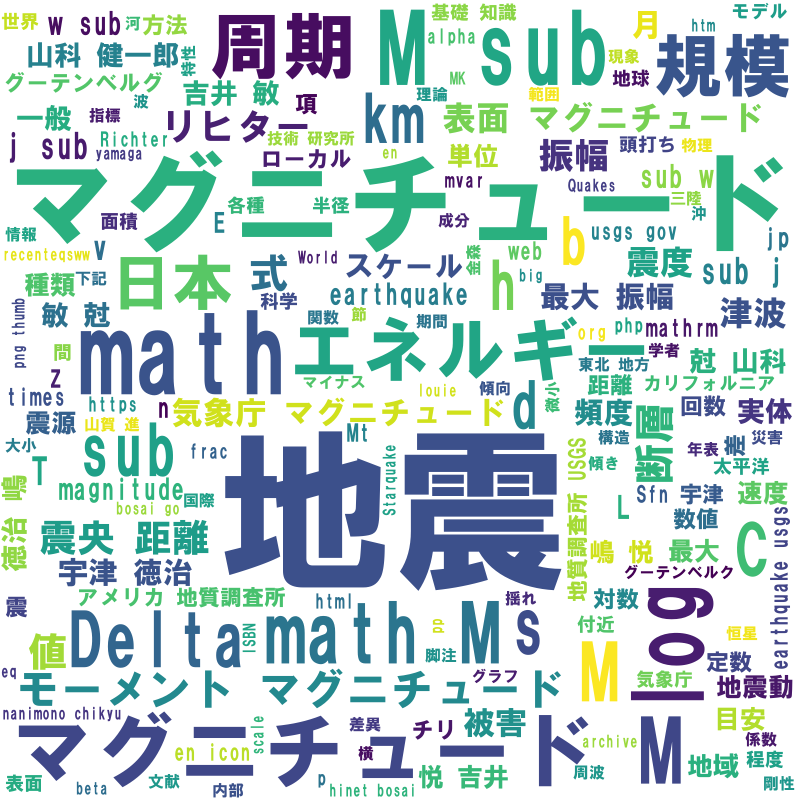 世界
w sub
河
方法
周期
M
sub
基礎 知識
モデル
alpha
月
htm
規模
山科 健一郎
特性
MK
現象
地球
グーテンベルグ
波
吉井 敏
項
理論
範囲
一般
指標
リヒター
km
表面 マグニチュード
j sub
Richter
yamaga
技術 研究所
ローカル
en
単位
振幅
頭打ち
物理
マグニチュード
mvar
Quakes
sub w
三陸
面積
E
各種
半径
成分
沖
情報
v
b
usgs gov
jp
recenteqsww
World
金森
web
震度
種類
下記
日本
式
スケール
big
h
sub j
科学
earthquake
最大 振幅
津波
png thumb
敏 尅
関数
節
期間
org
php
mathrm
間
math
エネルギー
学者
尅 山科
z
マイナス
東北 地方
times
https
louie
傾向
微小
距離
カリフォルニア
震源
山賀 進
n
気象庁 マグニチュード
d
頻度
回数
実体
大小
sub
frac
Mt
Starquake
構造
断層
年表
差
災害
T
地震
USGS
傾き
太平洋
magnitude
国際
L
Sfn 宇津
速度
徳治 嶋
bosai go
数値
震央 距離
地質調査所
嶋 悦
最大
C
earthquake usgs
宇津 徳治
グーテンベルク
震
アメリカ 地質調査所
html
揺れ
対数
log
値
Delta
ISBN
math
pp
M
s
付近
恒星
脚注
定数
eq
モーメント マグニチュード
グラフ
M
気象庁
地震動
nanimono chikyu
マグニチュード
scale
差異
チリ
被害
目安
en icon
横
archive
M
係数
表面
beta
文献
内部
p
hinet bosai
悦 吉井
周波
地域
程度
剛性